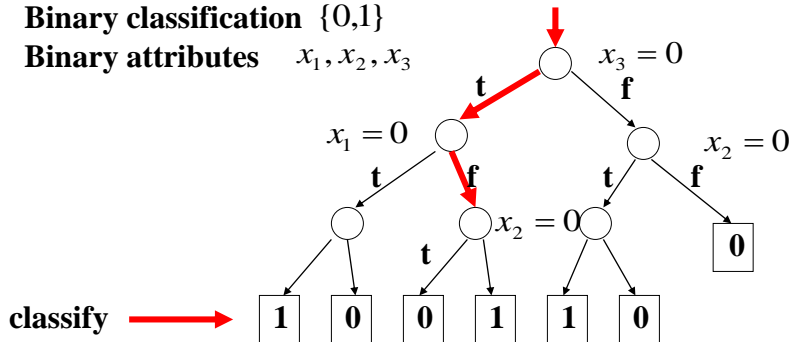 Binary classification {0,1}
Binary attributes x₁, x₂, x₃
x₃ = 0
t
f
x₁ = 0
x₂ = 0
t
f
t
f
x₂ = 0
t
0
classify
1
0
0
1
1
0